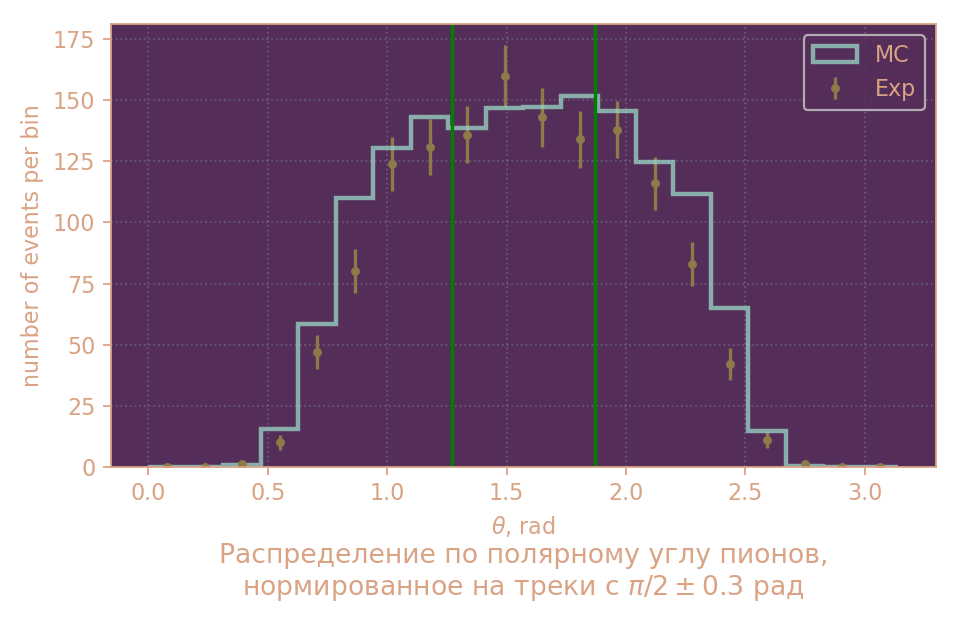 175
150
125
100
75
50
25
0
number of events per bin
MC
Exp
0.0 0.5 1.0 1.5 2.0 2.5 3.0
θ, rad
Распределение по полярному углу пионов,
нормированное на треки с π/2 ± 0.3 рад